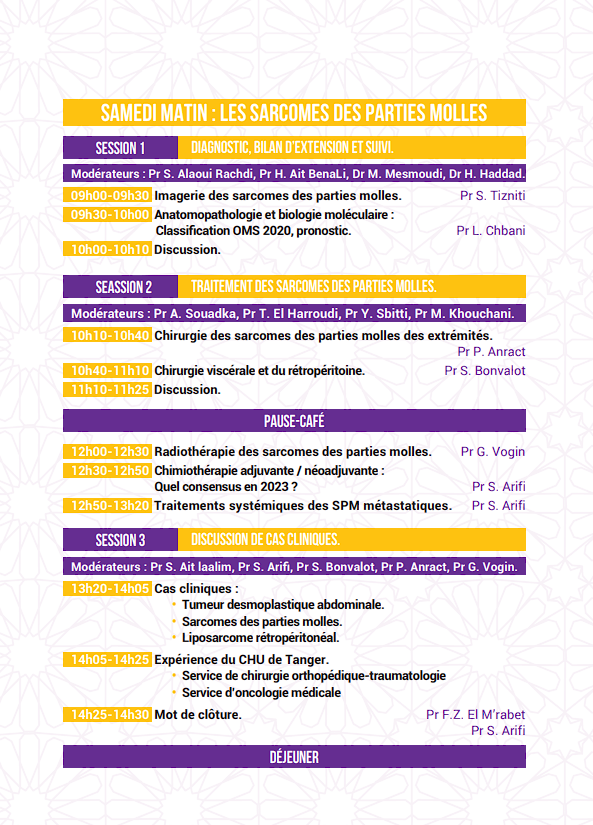 SAMEDI MATIN : LES SARCOMES DES PARTIES MOLLES
SESSION 1 DIAGNOSTIC, BILAN D'EXTENSION ET SUIVI.
Modérateurs : Pr S. Alaoui Rachdi, Pr H. Ait BenaLi, Dr M. Mesmoudi, Dr H. Haddad.
09h00-09h30 Imagerie des sarcomes des parties molles. Pr S. Tizniti
09h30-10h00 Anatomopathologie et biologie moléculaire :
Classification OMS 2020, pronostic. Pr L. Chbani
10h00-10h10 Discussion.
SEASSION 2 TRAITEMENT DES SARCOMES DES PARTIES MOLLES.
Modérateurs : Pr A. Souadka, Pr T. El Harroudi, Pr Y. Sbitti, Pr M. Khouchani.
10h10-10h40 Chirurgie des sarcomes des parties molles des extrémités.
Pr P. Anract
10h40-11h10 Chirurgie viscérale et du rétropéritoine. Pr S. Bonvalot
11h10-11h25 Discussion.
PAUSE-CAFÉ
12h00-12h30 Radiothérapie des sarcomes des parties molles. Pr G. Vogin
12h30-12h50 Chimiothérapie adjuvante / néoadjuvante :
Quel consensus en 2023 ? Pr S. Arifi
12h50-13h20 Traitements systémiques des SPM métastatiques. Pr S. Arifi
SESSION 3 DISCUSSION DE CAS CLINIQUES.
Modérateurs : Pr S. Ait laalim, Pr S. Arifi, Pr S. Bonvalot, Pr P. Anract, Pr G. Vogin.
13h20-14h05 Cas cliniques :
• Tumeur desmoplastique abdominale.
• Sarcomes des parties molles.
• Liposarcome rétropéritonéal.
14h05-14h25 Expérience du CHU de Tanger.
• Service de chirurgie orthopédique-traumatologie
• Service d'oncologie médicale
14h25-14h30 Mot de clôture. Pr F.Z. El M'rabet
Pr S. Arifi
DÉJEUNER